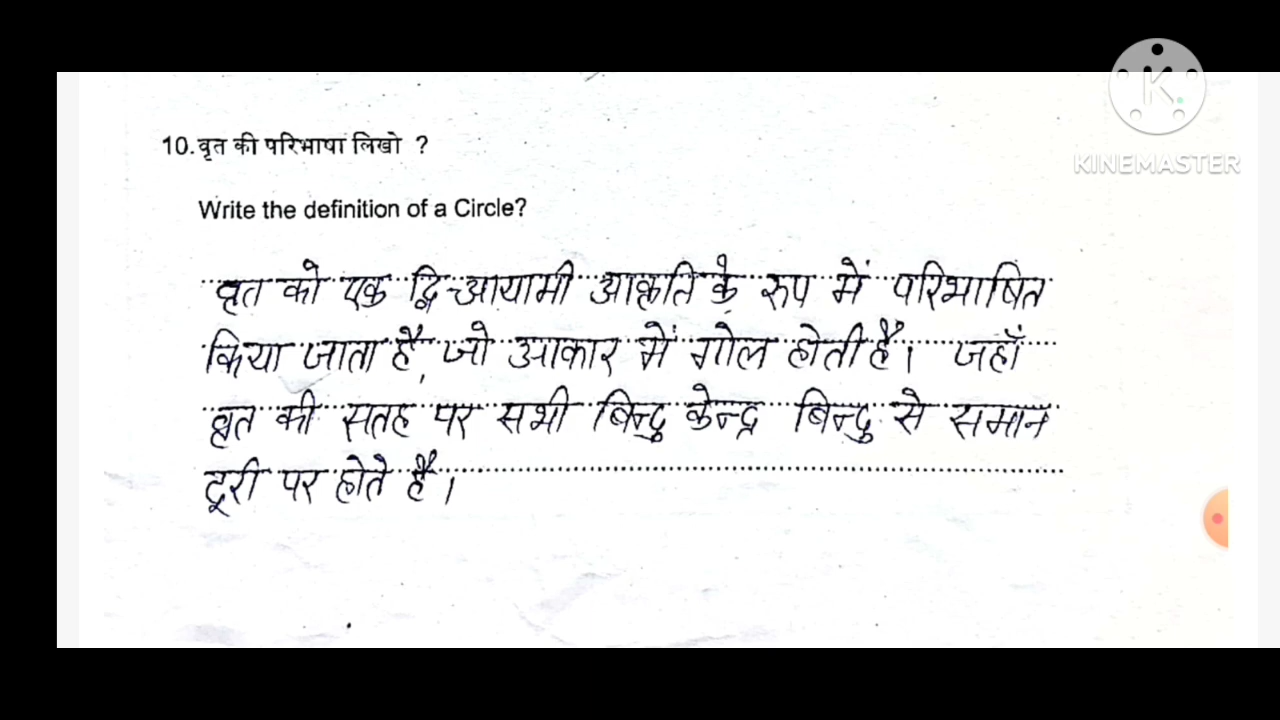 KINEMASTER
10. वृत की परिभाषा लिखो ?
Write the definition of a Circle?
वृत को एक द्वि-आयामी आकृति के रूप में परिभाषित
किया जाता है, जो आकार में गोल होती है। जहाँ
वृत की सतह पर सभी बिन्दु केन्द्र बिन्दु से समान
दूरी पर होते है।